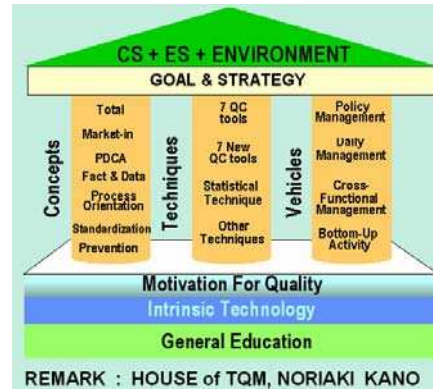 CS + ES + ENVIRONMENT
GOAL & STRATEGY
Concepts
Total
Market-in
PDCA
Fact & Data
Process
Orientation
Standardization
Prevention
Techniques
7 QC
tools
7 New
QC tools
Statistical
Technique
Other
Techniques
Vehicles
Policy
Management
Daily
Management
Cross-
Functional
Management
Bottom-Up
Activity
Motivation For Quality
Intrinsic Technology
General Education
REMARK : HOUSE of TQM, NORIAKI KANO